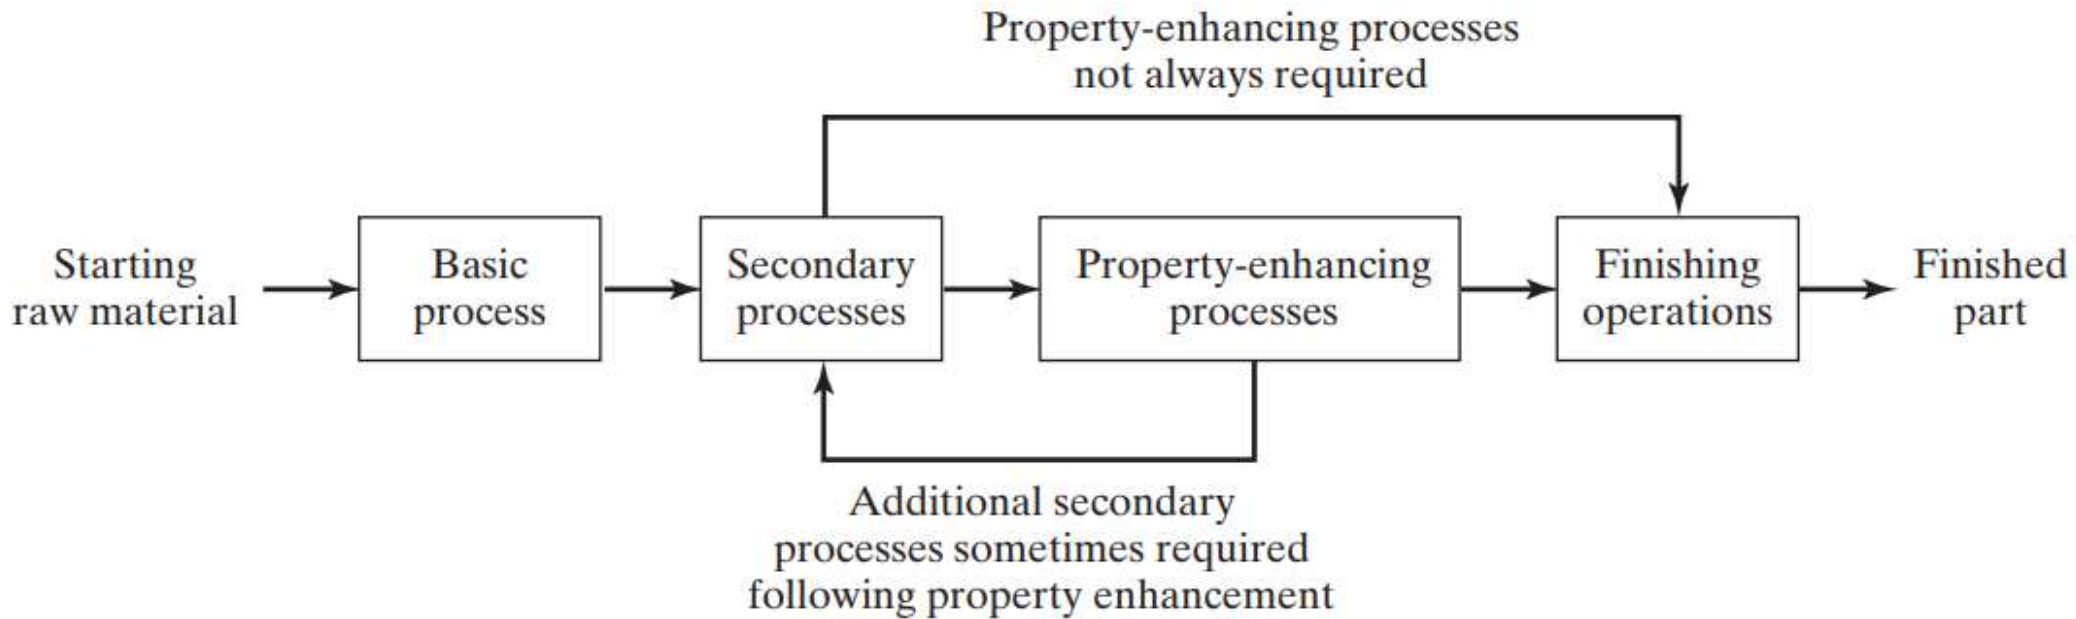 Property-enhancing processes
not always required
Starting
raw material
Basic
process
Secondary
processes
Property-enhancing
processes
Finishing
operations
Finished
part
Additional secondary
processes sometimes required
following property enhancement